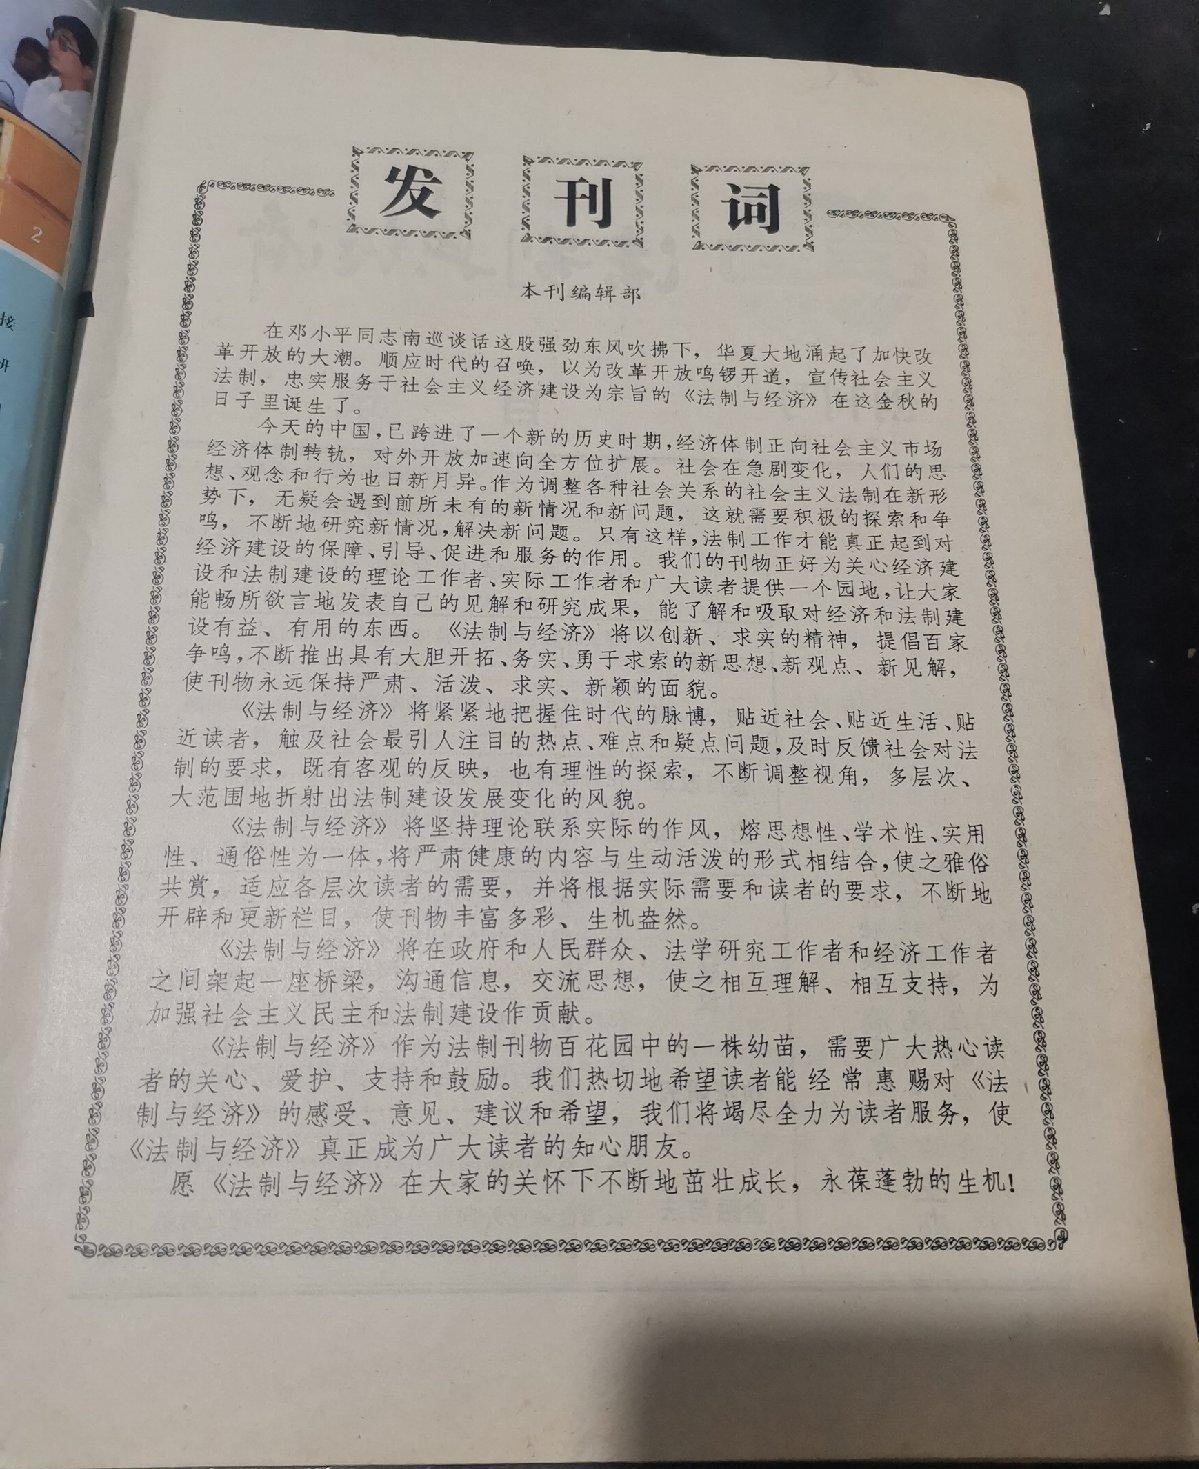 发刊词
本刊编辑部
在邓小平同志南巡谈话这股强劲东风吹拂下，华夏大地涌起了加快改
革开放的大潮。顺应时代的召唤，以为改革开放鸣锣开道，宣传社会主义
法制，忠实服务于社会主义经济建设为宗旨的《法制与经济》在这金秋的
日子里诞生了。
今天的中国，已跨进了一个新的历史时期，经济体制正向社会主义市场
经济体制转轨，对外开放加速向全方位扩展。社会在急剧变化，人们的思
想、观念和行为也日新月异。作为调整各种社会关系的社会主义法制在新形
势下，无疑会遇到前所未有的新情况和新问题，这就需要积极的探索和争
鸣，不断地研究新情况，解决新问题。只有这样，法制工作才能真正起到对
经济建设的保障、引导、促进和服务的作用。我们的刊物正好为关心经济建
设和法制建设的理论工作者、实际工作者和广大读者提供一个园地，让大家
能畅所欲言地发表自己的见解和研究成果，能了解和吸取对经济和法制建
设有益、有用的东西。《法制与经济》将以创新、求实的精神，提倡百家
争鸣，不断推出具有大胆开拓、务实、勇于求索的新思想、新观点、新见解，
使刊物永远保持严肃、活泼、求实、新颖的面貌。
《法制与经济》将紧紧地把握住时代的脉博，贴近社会、贴近生活、贴
近读者，触及社会最引人注目的热点、难点和疑点问题，及时反馈社会对法
制的要求，既有客观的反映，也有理性的探索，不断调整视角，多层次、
大范围地折射出法制建设发展变化的风貌。
《法制与经济》将坚持理论联系实际的作风，熔思想性、学术性、实用
性、通俗性为一体，将严肃健康的内容与生动活泼的形式相结合，使之雅俗
共赏，适应各层次读者的需要，并将根据实际需要和读者的要求，不断地
开辟和更新栏目，使刊物丰富多彩、生机盎然。
《法制与经济》将在政府和人民群众、法学研究工作者和经济工作者
之间架起一座桥梁，沟通信息，交流思想，使之相互理解、相互支持，为
加强社会主义民主和法制建设作贡献。
《法制与经济》作为法制刊物百花园中的一株幼苗，需要广大热心读
者的关心、爱护、支持和鼓励。我们热切地希望读者能经常惠赐对《法
制与经济》的感受、意见、建议和希望，我们将竭尽全力为读者服务，使
《法制与经济》真正成为广大读者的知心朋友。
愿《法制与经济》在大家的关怀下不断地茁壮成长，永葆蓬勃的生机！
2
接